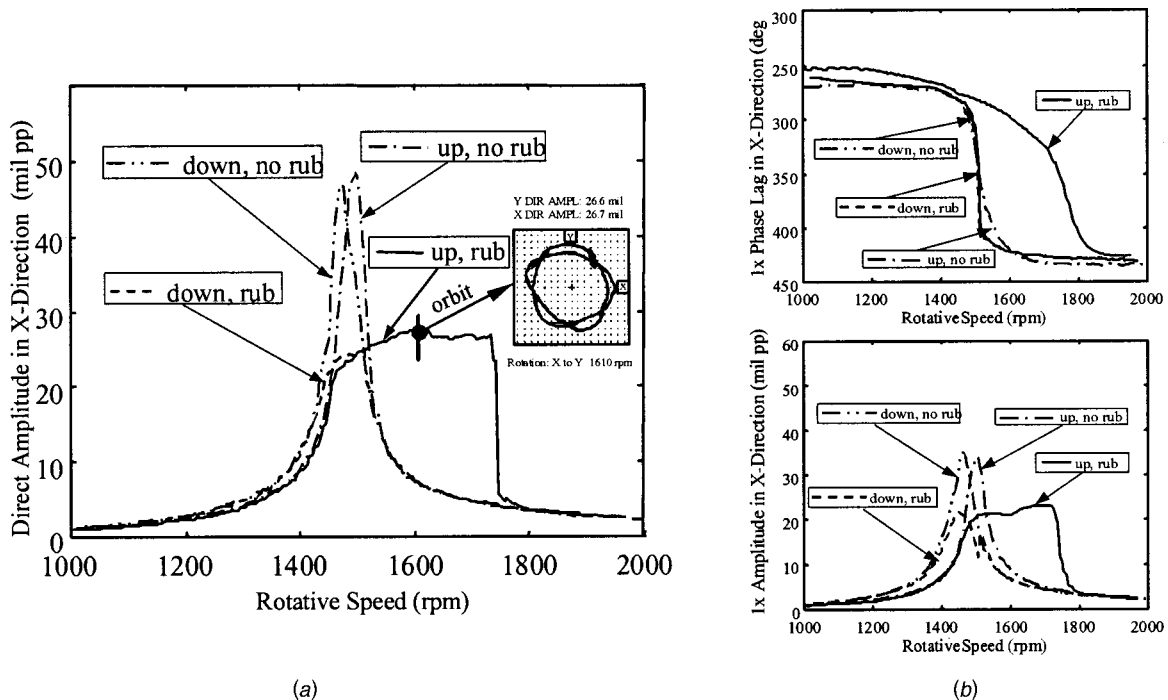 Direct Amplitude in X-Direction (mil pp)
50
40
30
20
10
0
down, no rub
up, no rub
Y DIR AMPL: 26.6 mil
X DIR AMPL: 26.7 mil
up, rub
Y
X
down, rub
orbit
Rotation: X to Y 1610 rpm
1000 1200 1400 1600 1800 2000
Rotative Speed (rpm)
(a)
(b)
1x Phase Lag in X-Direction (deg
300
250
300
350
400
450
up, rub
down, no rub
down, rub
up, no rub
1000 1200 1400 1600 1800 2000
Rotative Speed (rpm)
1x Amplitude in X-Direction (mil pp)
60
50
40
30
20
10
0
down, no rub
up, no rub
up, rub
down, rub
1000 1200 1400 1600 1800 2000
Rotative Speed (rpm)